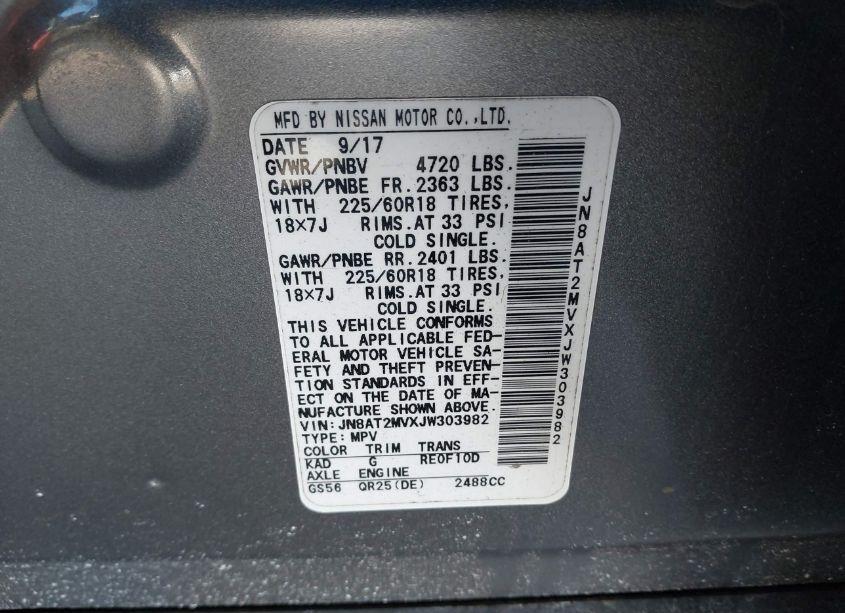 MFD BY NISSAN MOTOR CO.,LTD.
DATE 9/17
GVWR/PNBV 4720 LBS.
GAWR/PNBE FR.2363 LBS.
WITH 225/60R18 TIRES,
18×7J RIMS.AT 33 PSI
COLD SINGLE.
GAWR/PNBE RR.2401 LBS.
WITH 225/60R18 TIRES,
18×7J RIMS.AT 33 PSI
COLD SINGLE.
THIS VEHICLE CONFORMS
TO ALL APPLICABLE FED-
ERAL MOTOR VEHICLE SA-
FETY AND THEFT PREVEN-
TION STANDARDS IN EFF-
ECT ON THE DATE OF MA-
NUFACTURE SHOWN ABOVE.
VIN:JN8AT2MVXJW303982
TYPE:MPV
COLOR TRIM TRANS
KAD G RE0F10D
AXLE ENGINE
GS56 QR25(DE) 2488CC
JN8AT2MVXJW303982